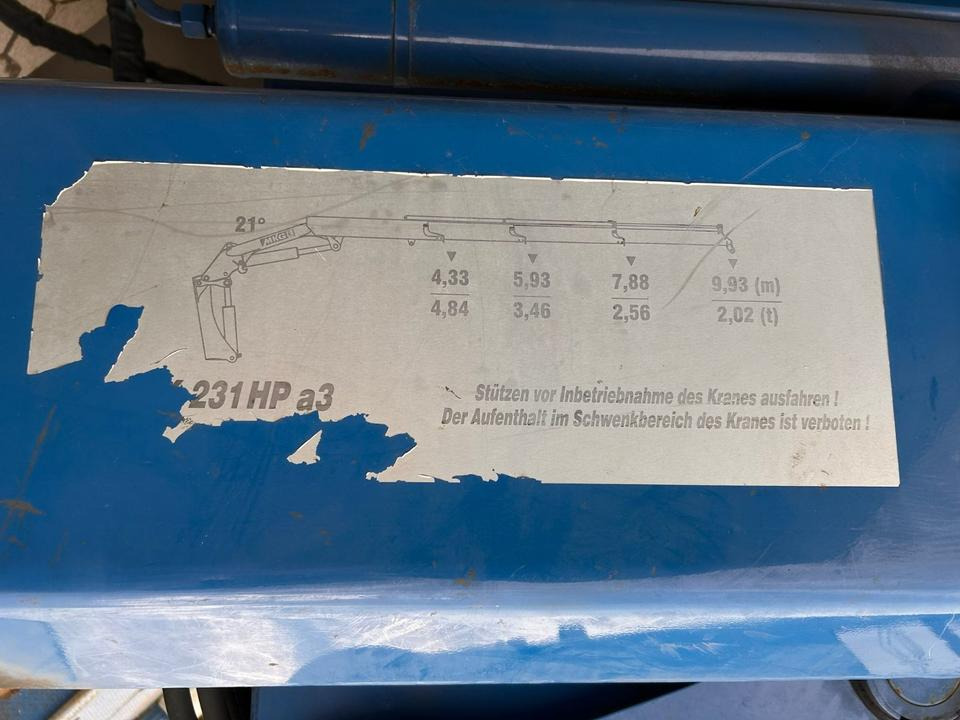 21°
MKG
4,33 5,93 7,88 9,93 (m)
4,84 3,46 2,56 2,02 (t)
231 HP a3
Stützen vor Inbetriebnahme des Kranes ausfahren !
Der Aufenthalt im Schwenkbereich des Kranes ist verboten !